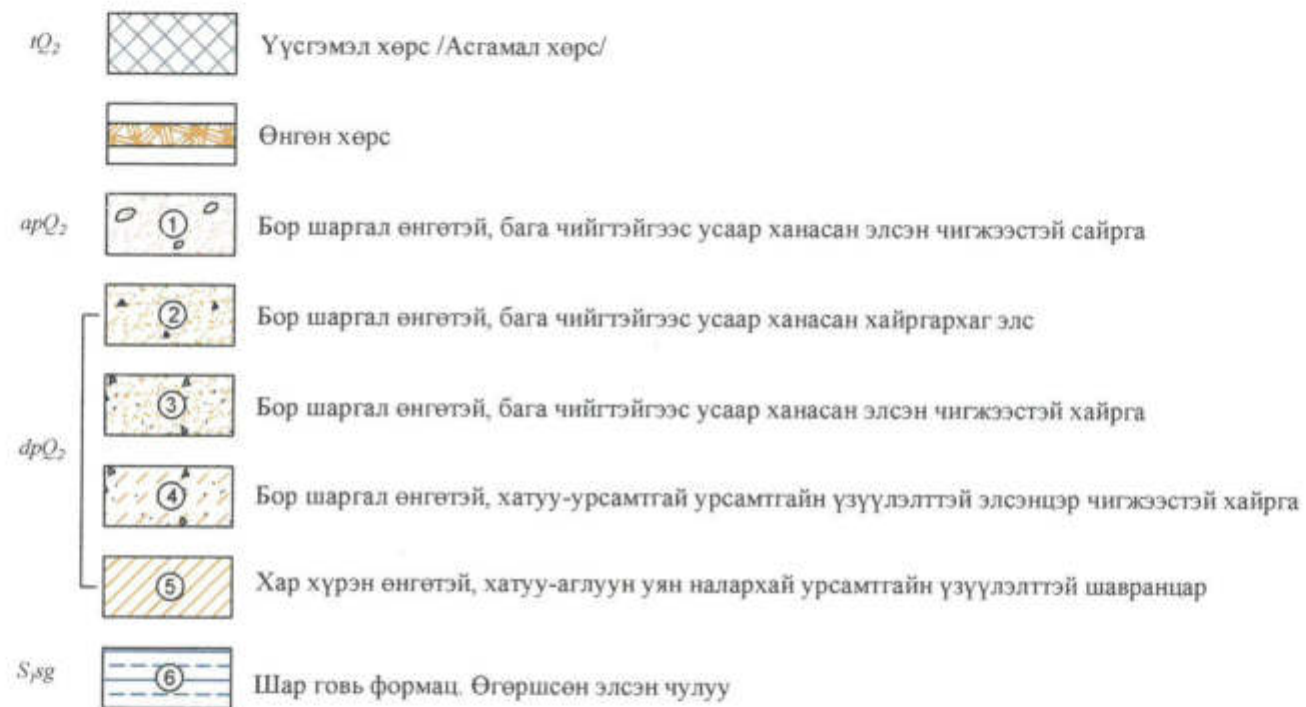 tQ₂ Үүсгэмэл хөрс /Асгамал хөрс/
Өнгөн хөрс
apQ₂ 1 Бор шаргал өнгөтэй, бага чийгтэйгээс усаар ханасан элсэн чигжээстэй сайрга
2 Бор шаргал өнгөтэй, бага чийгтэйгээс усаар ханасан хайргархаг элс
3 Бор шаргал өнгөтэй, бага чийгтэйгээс усаар ханасан элсэн чигжээстэй хайрга
dpQ₂
4 Бор шаргал өнгөтэй, хатуу-урсамтгай урсамтгайн үзүүлэлттэй элсэнцэр чигжээстэй хайрга
5 Хар хүрэн өнгөтэй, хатуу-аглуун уян налархай урсамтгайн үзүүлэлттэй шавранцар
S₁sg 6 Шар говь формац. Өгөршсөн элсэн чулуу